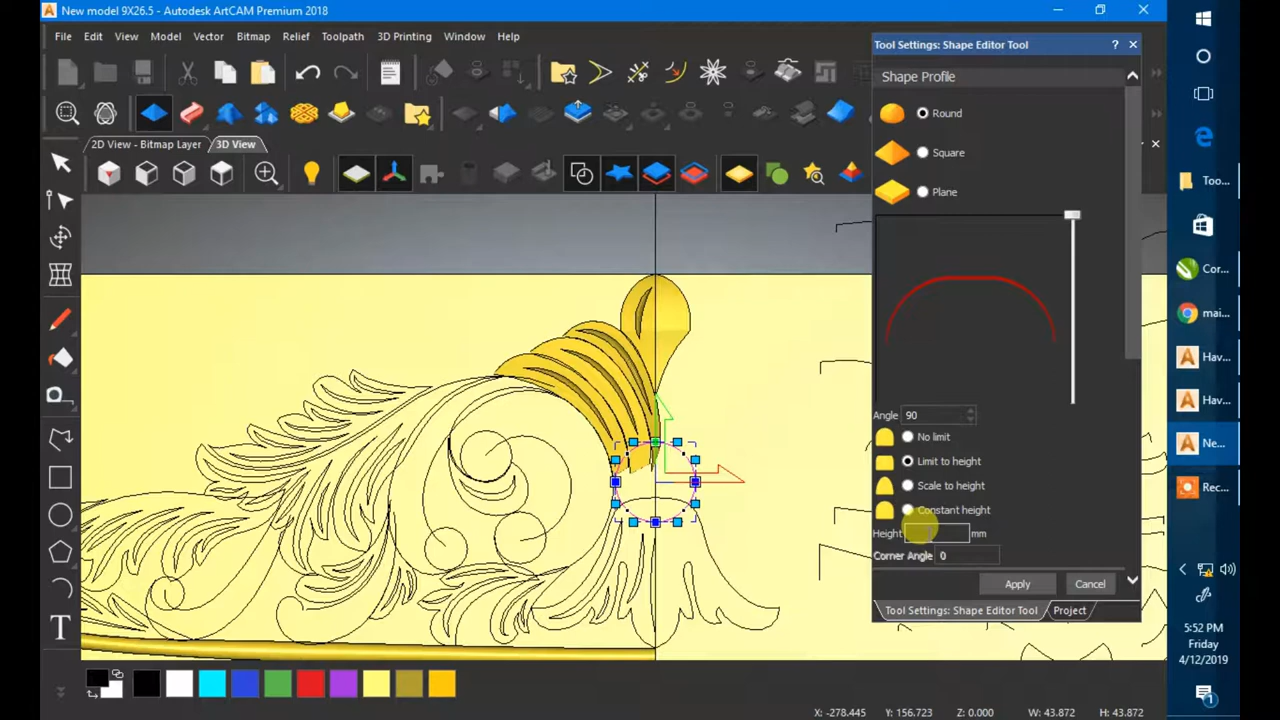 New model 9X26.5 - Autodesk ArtCAM Premium 2018
File Edit View Model Vector Bitmap Relief Toolpath 3D Printing Window Help
2D View - Bitmap Layer 3D View
Tool Settings: Shape Editor Tool
Shape Profile
Round
Square
Plane
Angle 90
No limit
Limit to height
Scale to height
Constant height
Height mm
Corner Angle 0
Apply Cancel
Tool Settings: Shape Editor Tool Project
X: -278.445 Y: 156.723 Z: 0.000 W: 43.872 H: 43.872
Too...
Cor...
mai...
Hav...
Hav...
Ne...
Rec...
5:52 PM
Friday
4/12/2019
1